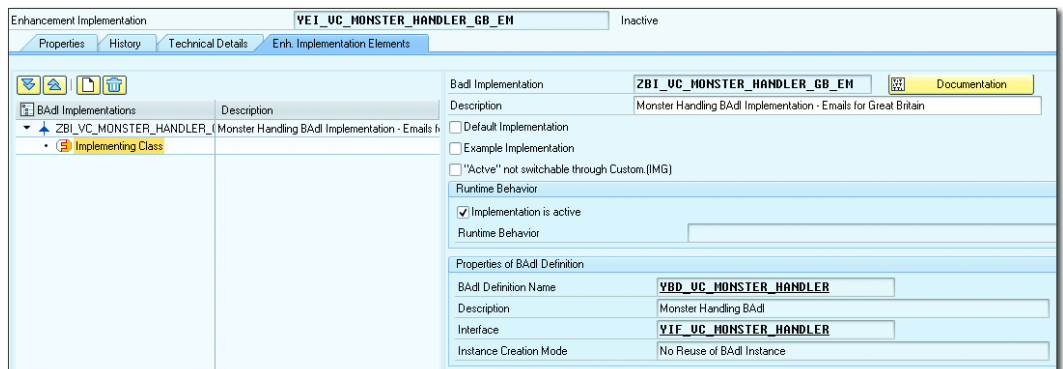 Enhancement Implementation YEI_VC_MONSTER_HANDLER_GB_EM Inactive
Properties History Technical Details Enh. Implementation Elements
BAdI Implementation ZBI_VC_MONSTER_HANDLER_GB_EM Documentation
BAdI Implementations Description
Description Monster Handling BAdI Implementation - Emails for Great Britain
ZBI_VC_MONSTER_HANDLER_( Monster Handling BAdI Implementation - Emails f
Default Implementation
Implementing Class
Example Implementation
"Actve" not switchable through Custom.(IMG)
Runtime Behavior
Implementation is active
Runtime Behavior
Properties of BAdI Definition
BAdI Definition Name YBD_VC_MONSTER_HANDLER
Description Monster Handling BAdI
Interface YIF_VC_MONSTER_HANDLER
Instance Creation Mode No Reuse of BAdI Instance